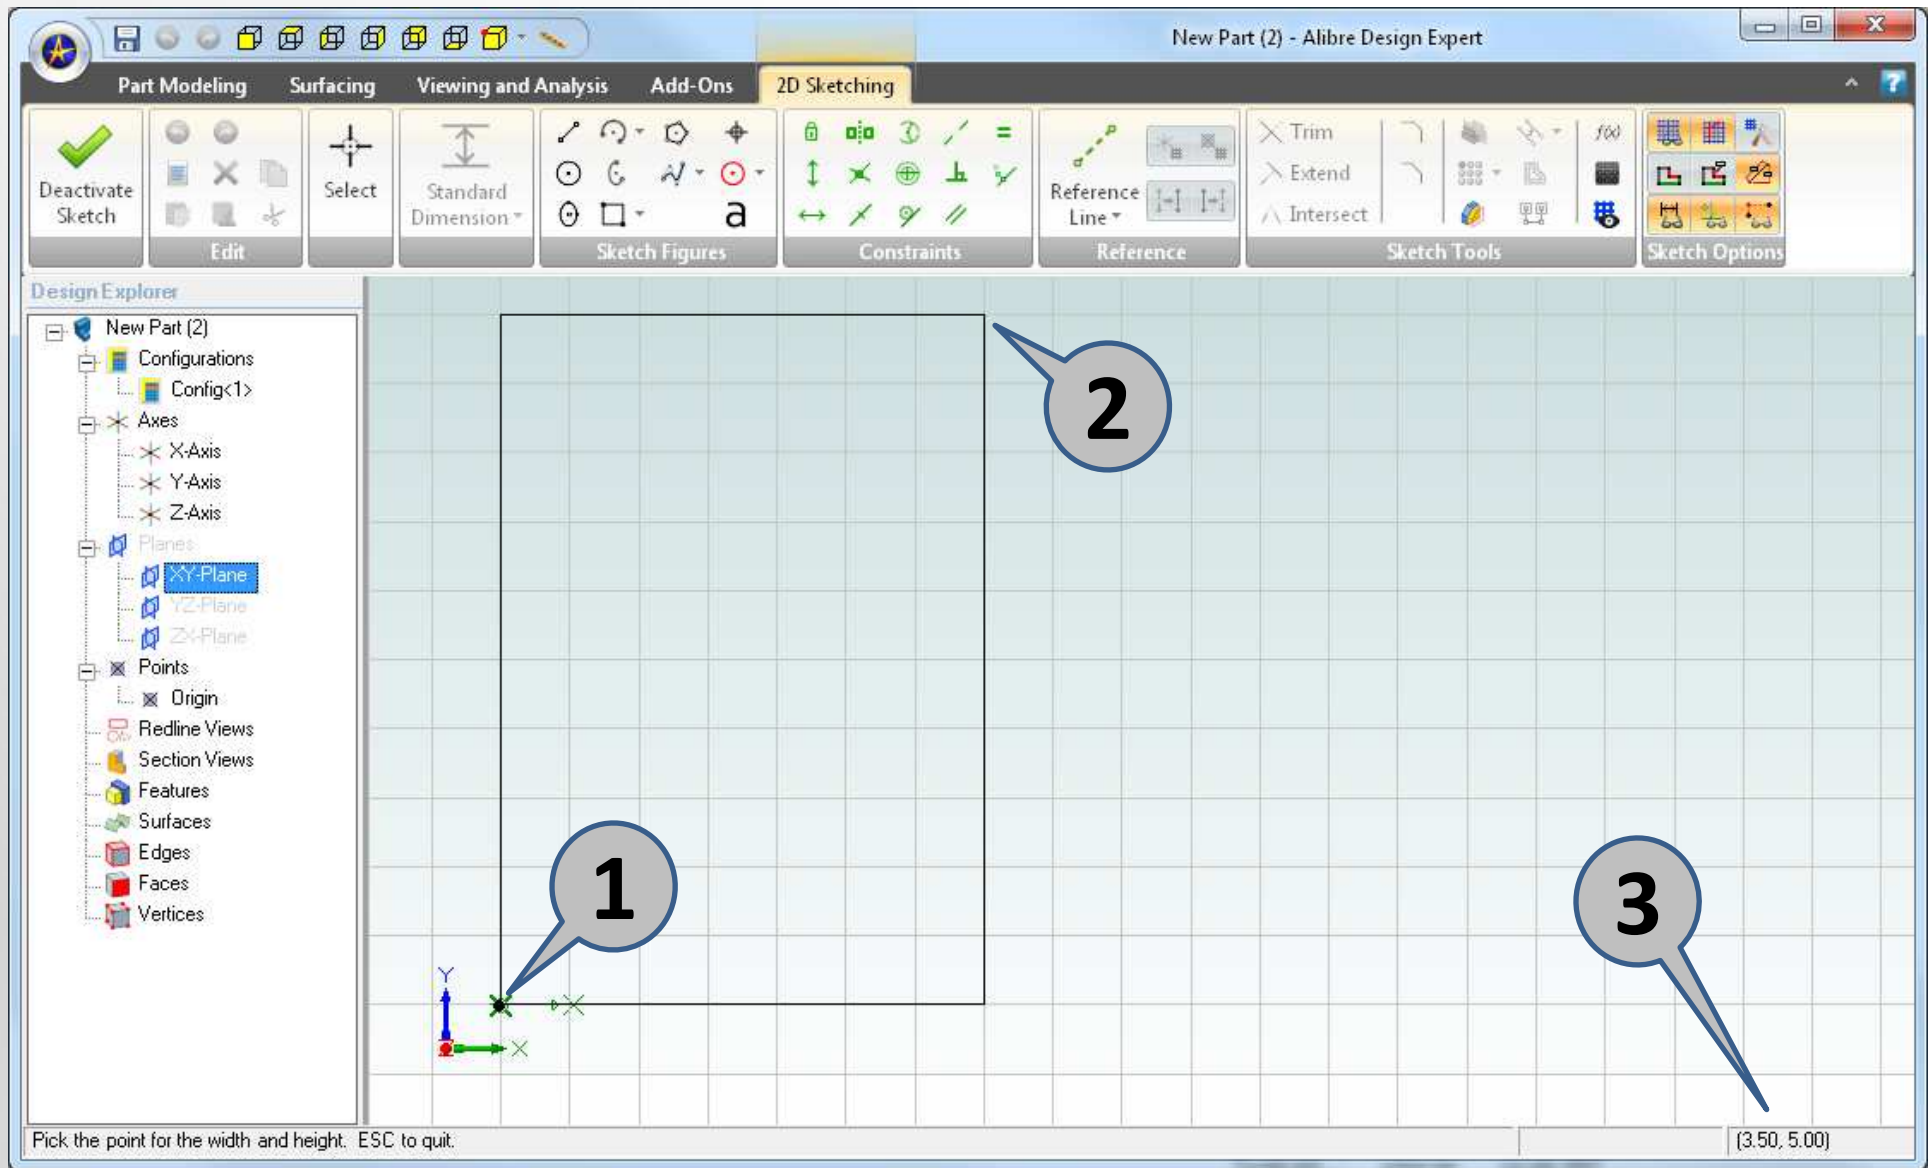 New Part (2) - Alibre Design Expert
Part Modeling Surfacing Viewing and Analysis Add-Ons 2D Sketching
Deactivate Sketch
Edit
Select
Standard Dimension
a
Sketch Figures
Constraints
Reference Line
Reference
Trim
Extend
Intersect
f(x)
Sketch Tools
Sketch Options
Design Explorer
New Part (2)
Configurations
Config<1>
Axes
X-Axis
Y-Axis
Z-Axis
Planes
XY-Plane
YZ-Plane
ZX-Plane
Points
Origin
Redline Views
Section Views
Features
Surfaces
Edges
Faces
Vertices
2
1
3
Y
X
X
Pick the point for the width and height. ESC to quit.
(3.50, 5.00)